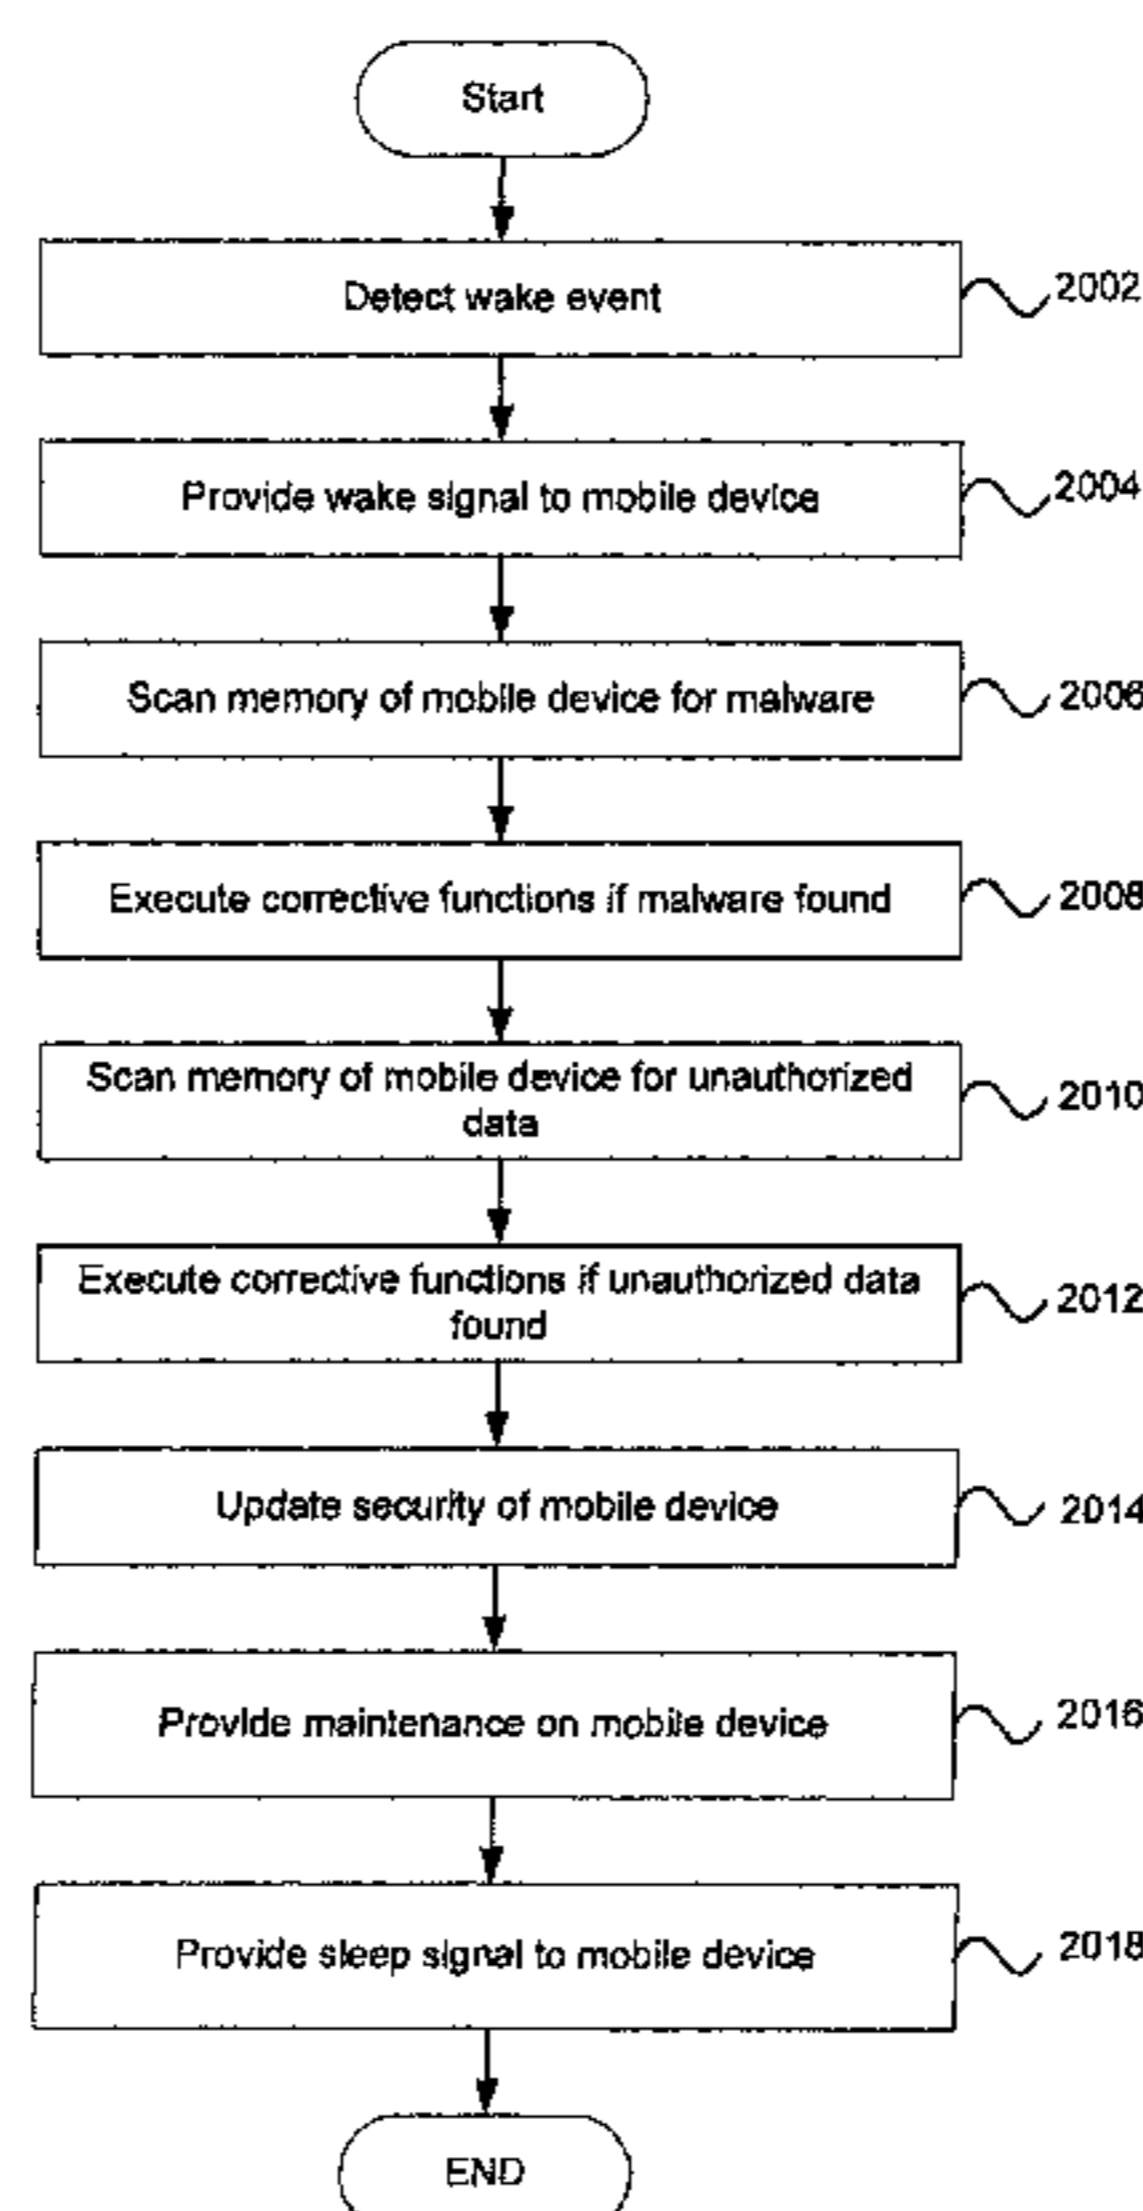 Start
Detect wake event
2002
Provide wake signal to mobile device
2004
Scan memory of mobile device for malware
2006
Execute corrective functions if malware found
2008
Scan memory of mobile device for unauthorized
data
2010
Execute corrective functions if unauthorized data
found
2012
Update security of mobile device
2014
Provide maintenance on mobile device
2016
Provide sleep signal to mobile device
2018
END